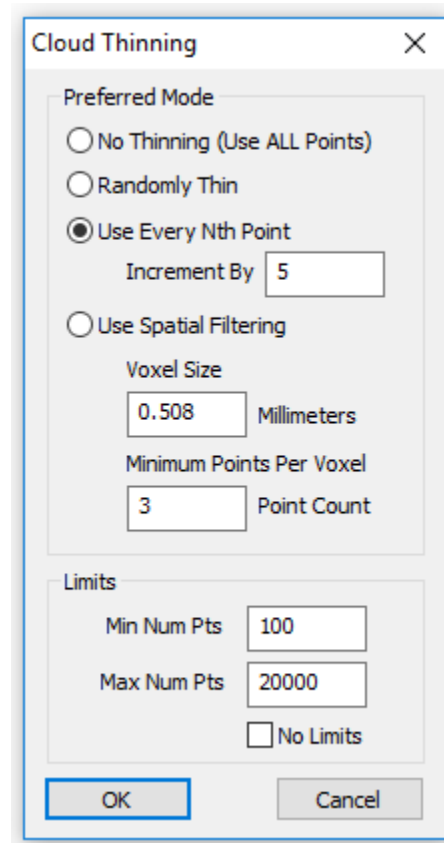 Cloud Thinning
Preferred Mode
No Thinning (Use ALL Points)
Randomly Thin
Use Every Nth Point
Increment By 5
Use Spatial Filtering
Voxel Size
0.508 Millimeters
Minimum Points Per Voxel
3 Point Count
Limits
Min Num Pts 100
Max Num Pts 20000
No Limits
OK Cancel